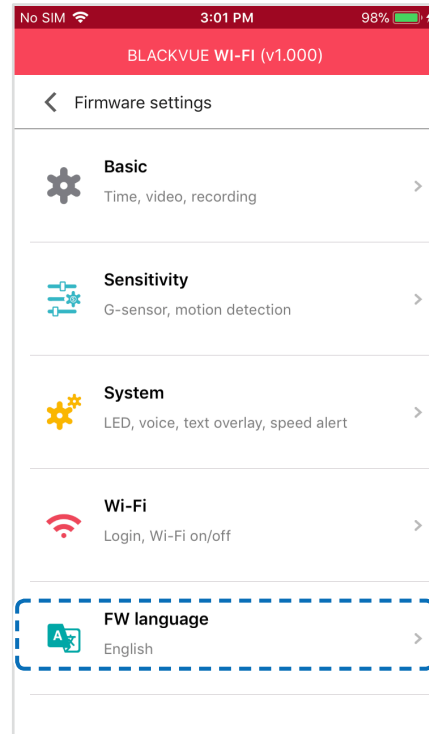 No SIM 3:01 PM 98%
BLACKVUE WI-FI (v1.000)
Firmware settings
Basic
Time, video, recording
Sensitivity
G-sensor, motion detection
System
LED, voice, text overlay, speed alert
Wi-Fi
Login, Wi-Fi on/off
FW language
A 文
English